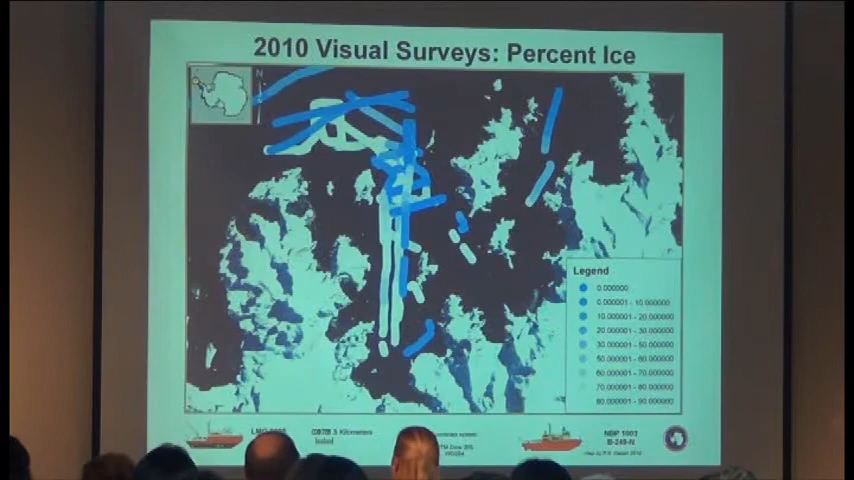 2010 Visual Surveys: Percent Ice
N
Legend
0.000000
0.000001 - 10.000000
10.000001 - 20.000000
20.000001 - 30.000000
30.000001 - 50.000000
50.000001 - 60.000000
60.000001 - 70.000000
70.000001 - 80.000000
80.000001 - 90.000000
Kilometers
NBP 1003
B-249-N